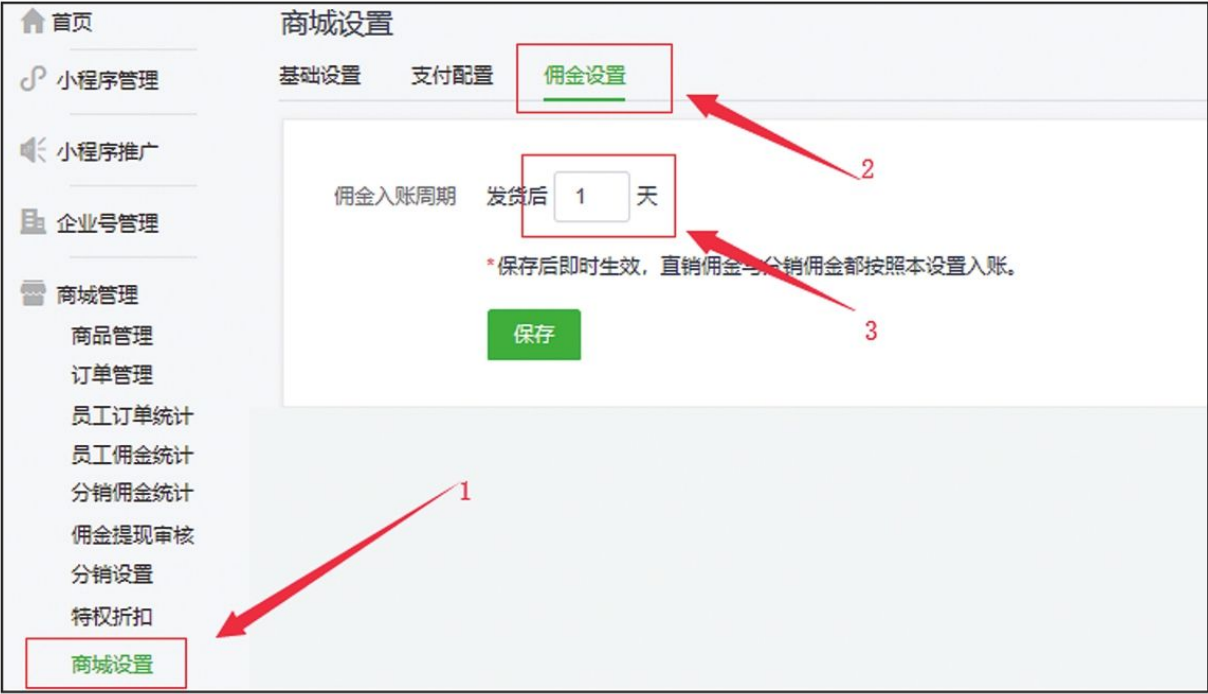 首页
小程序管理
小程序推广
企业号管理
商城管理
商品管理
订单管理
员工订单统计
员工佣金统计
分销佣金统计
佣金提现审核
分销设置
特权折扣
商城设置
商城设置
基础设置 支付配置 佣金设置
佣金入账周期 发货后 1 天
*保存后即时生效，直销佣金与分销佣金都按照本设置入账。
保存
1
2
3